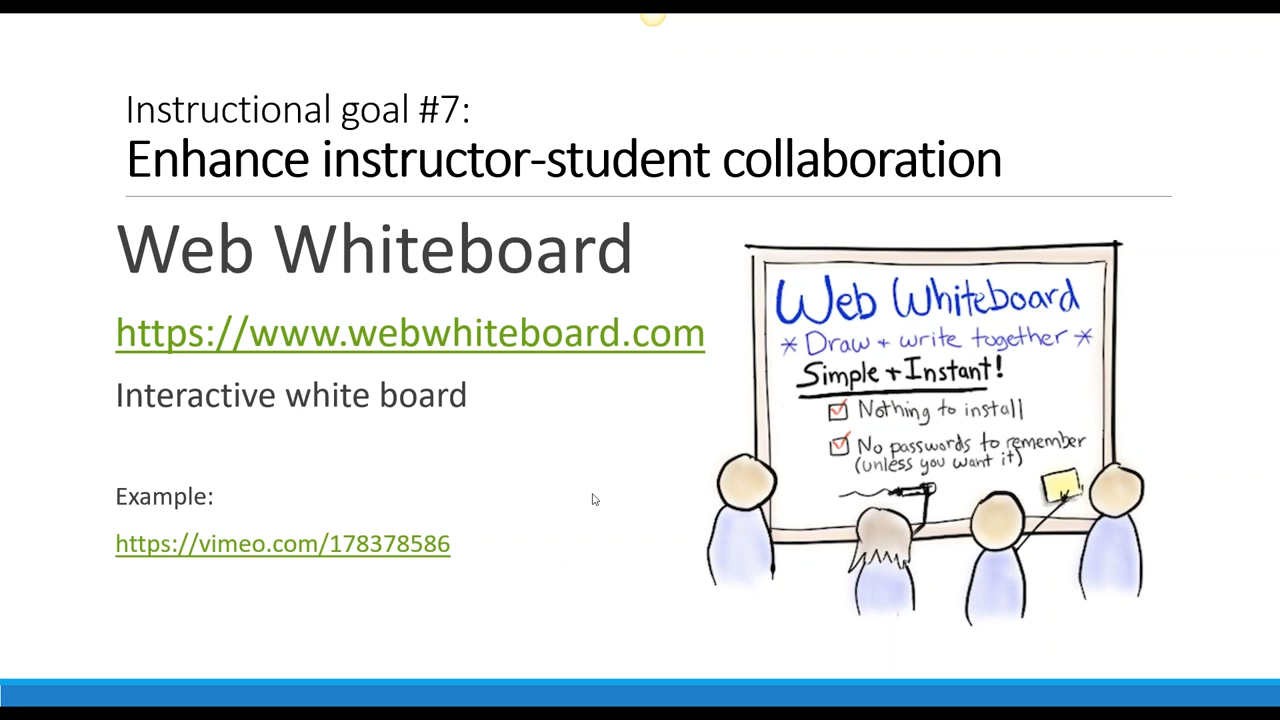 Instructional goal #7:
Enhance instructor-student collaboration
Web Whiteboard
https://www.webwhiteboard.com
Interactive white board
Example:
https://vimeo.com/178378586
Web Whiteboard
* Draw + write together *
Simple + Instant!
Nothing to install
No passwords to remember
(unless you want it)